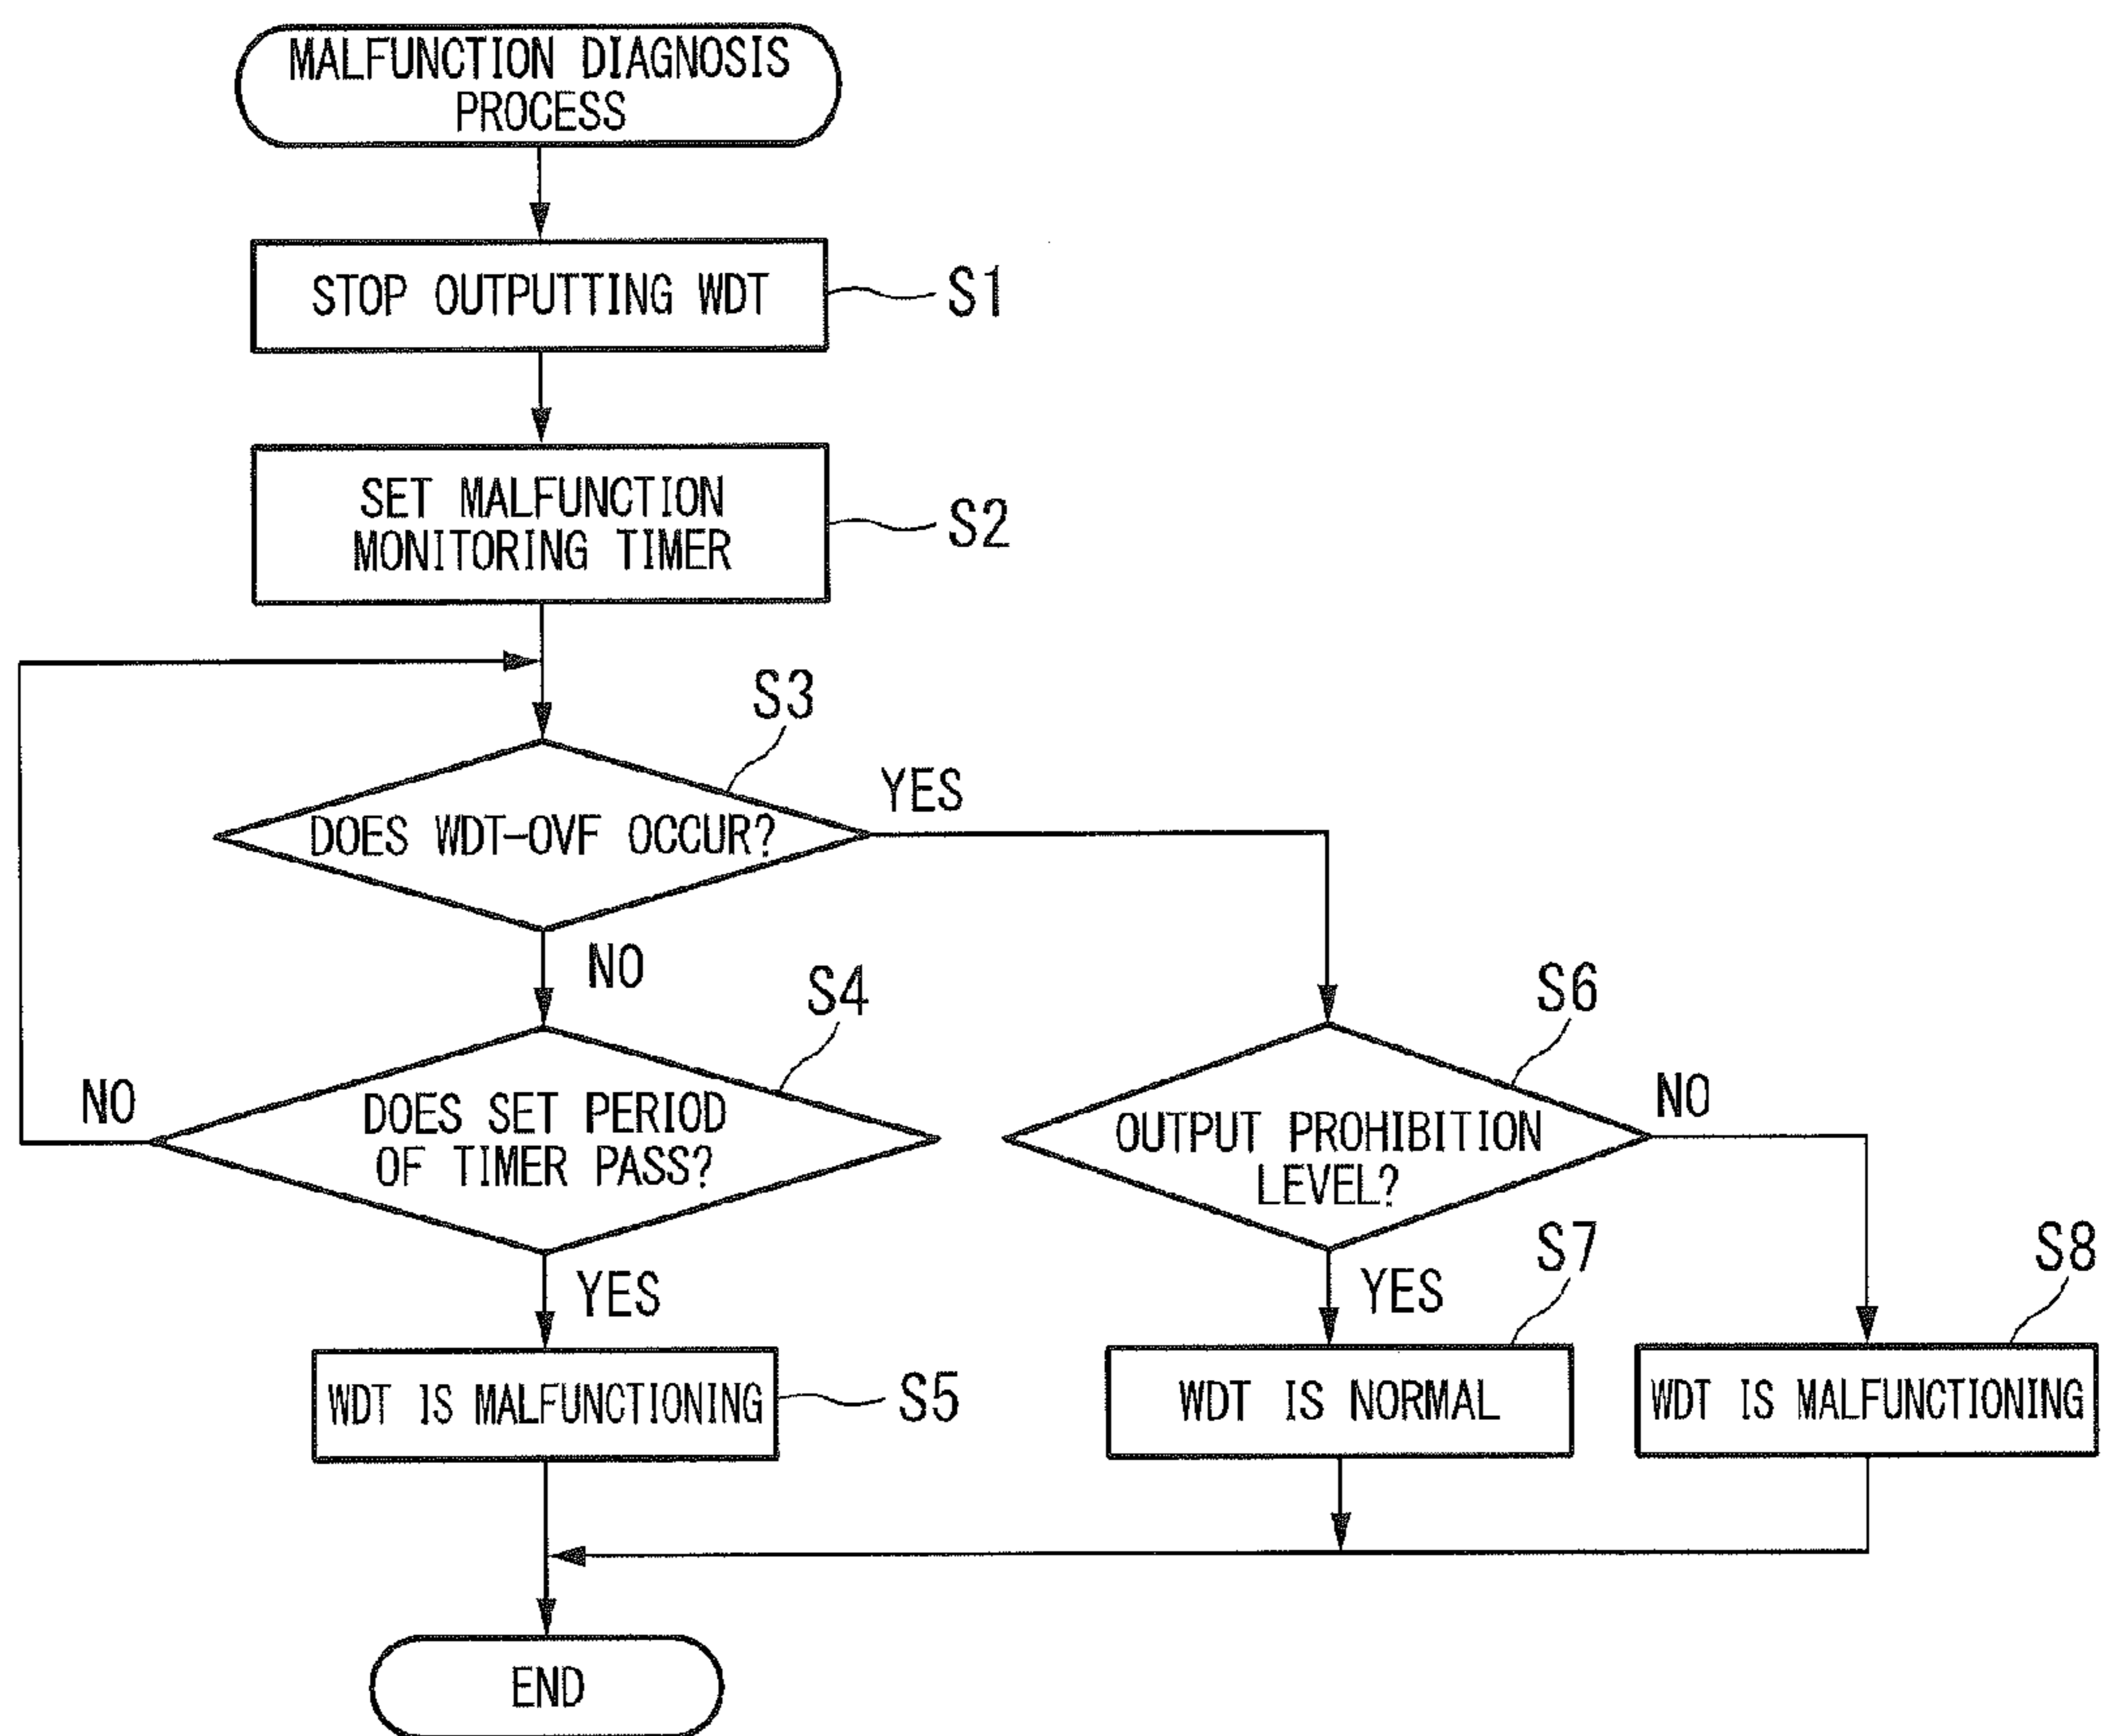 MALFUNCTION DIAGNOSIS
PROCESS
STOP OUTPUTTING WDT
S1
SET MALFUNCTION
MONITORING TIMER
S2
S3
DOES WDT-OVF OCCUR?
YES
NO
S4
DOES SET PERIOD
OF TIMER PASS?
NO
YES
S6
OUTPUT PROHIBITION
LEVEL?
NO
YES
WDT IS MALFUNCTIONING
S5
S7
WDT IS NORMAL
S8
WDT IS MALFUNCTIONING
END